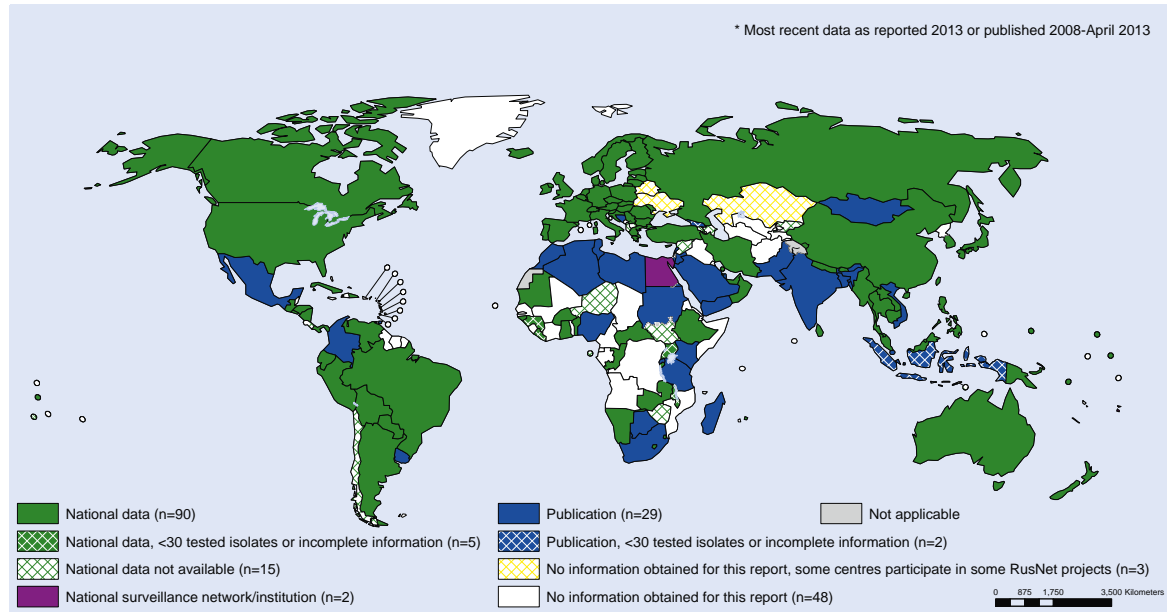 * Most recent data as reported 2013 or published 2008-April 2013
National data (n=90)
Publication (n=29)
Not applicable
National data, <30 tested isolates or incomplete information (n=5)
Publication, <30 tested isolates or incomplete information (n=2)
National data not available (n=15)
No information obtained for this report, some centres participate in some RusNet projects (n=3)
National surveillance network/institution (n=2)
No information obtained for this report (n=48)
0 875 1,750 3,500 Kilometers